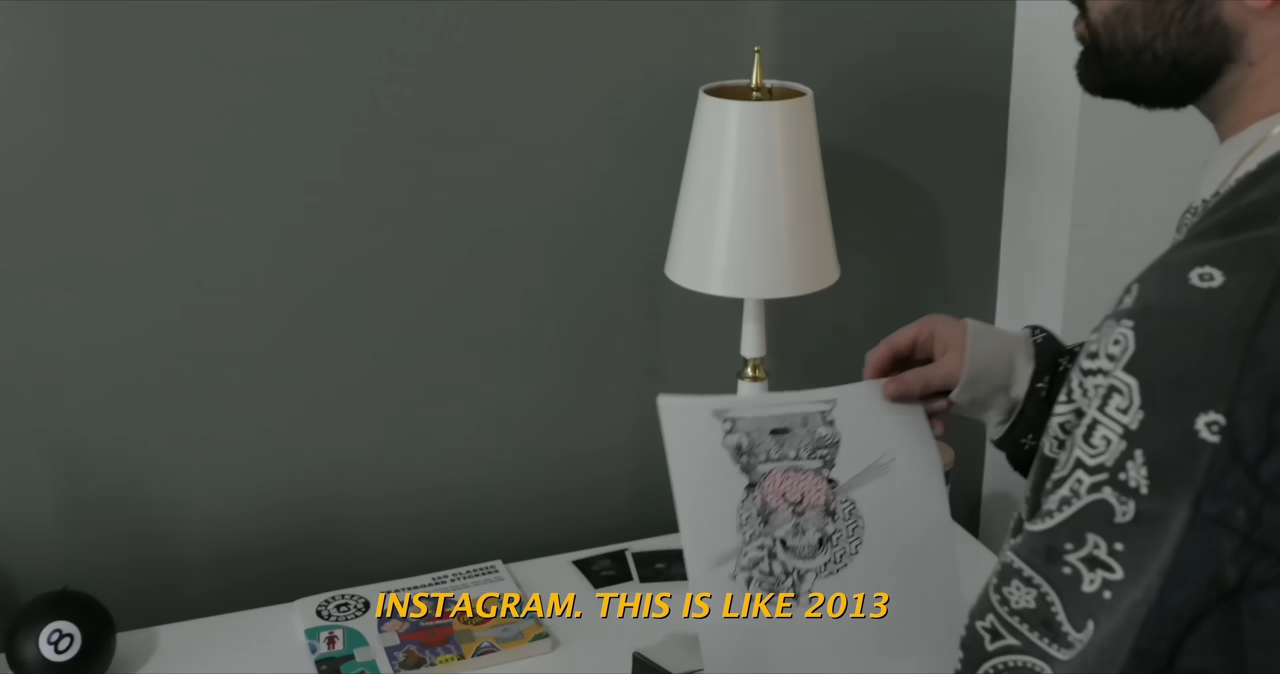 8
150 CLASSIC
SKATEBOARD STICKERS
INSTAGRAM. THIS IS LIKE 2013